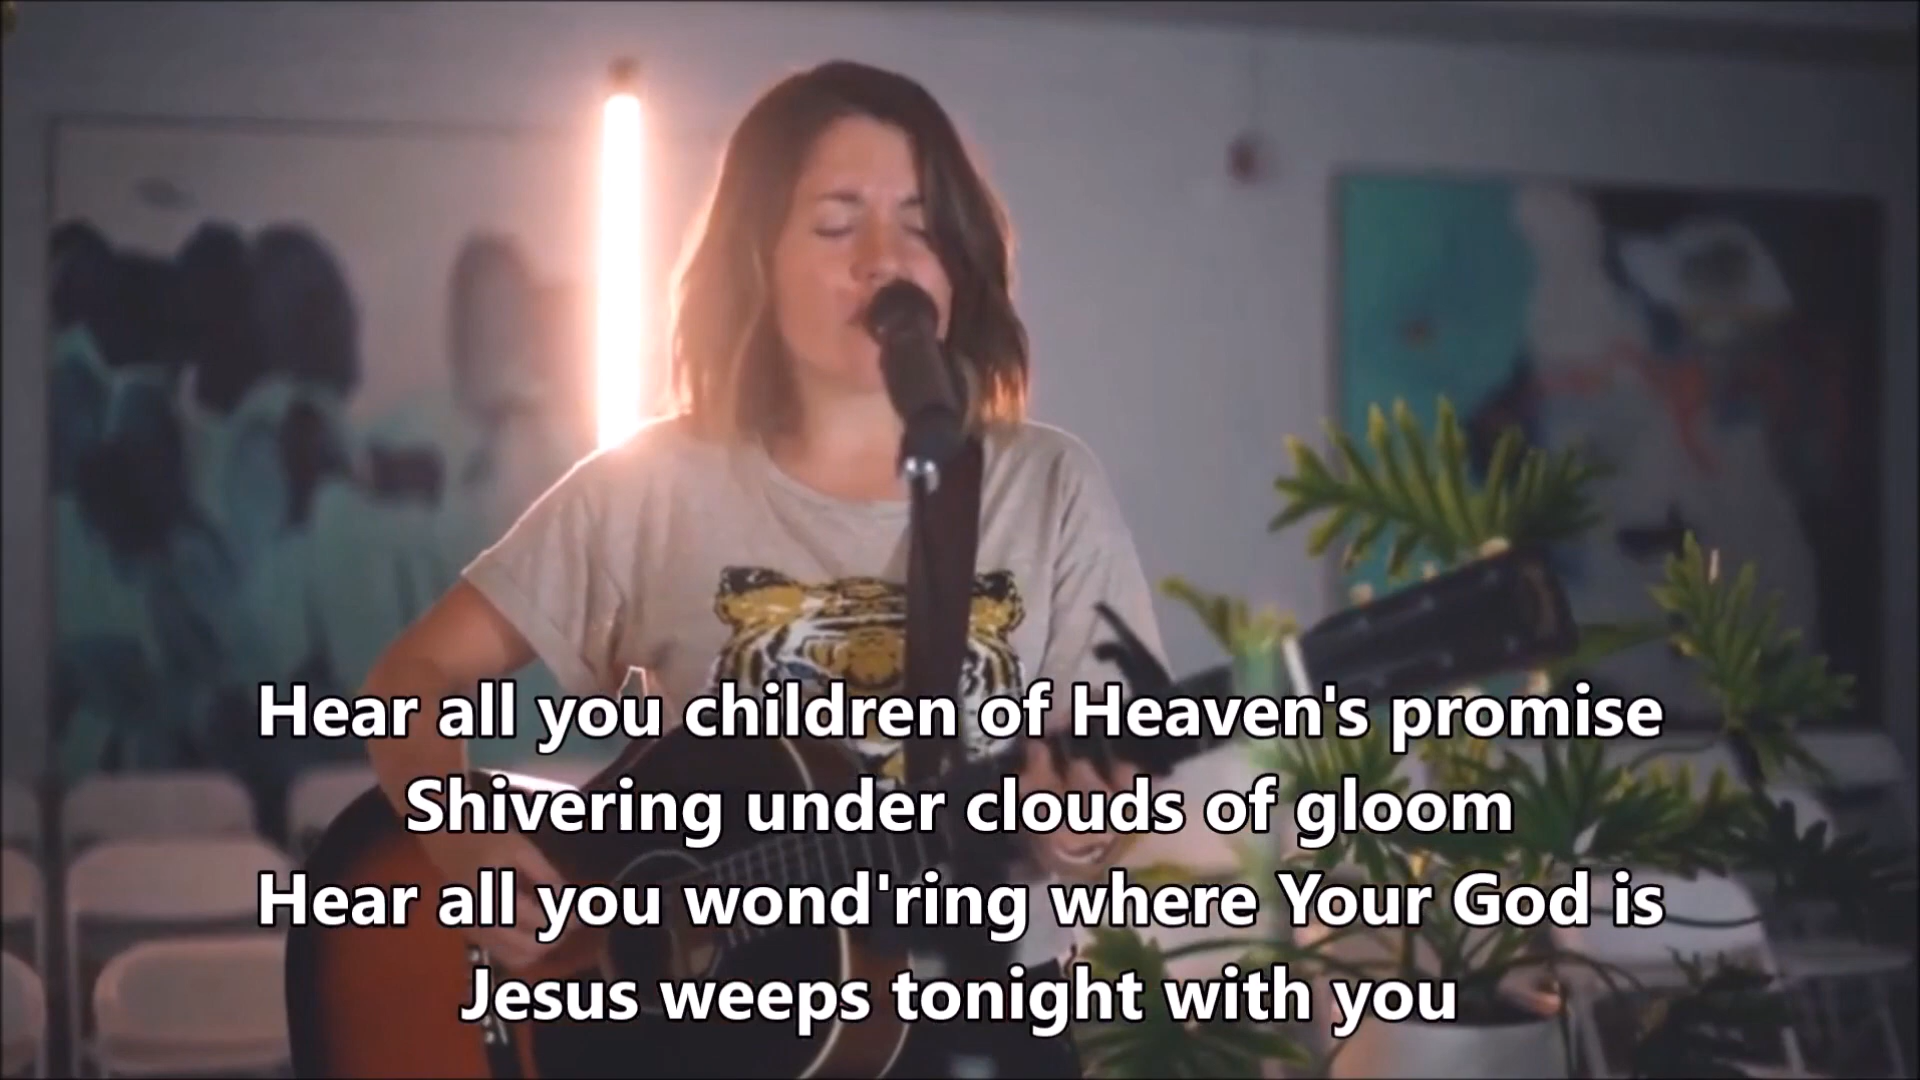 Hear all you children of Heaven's promise
Shivering under clouds of gloom
Hear all you wond'ring where Your God is
Jesus weeps tonight with you